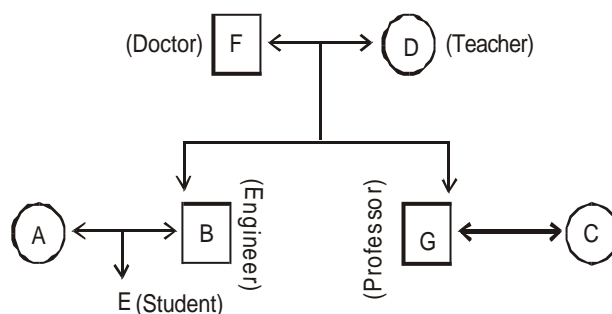 (Doctor) F D (Teacher)
A B (Engineer) (Professor) G C
E (Student)